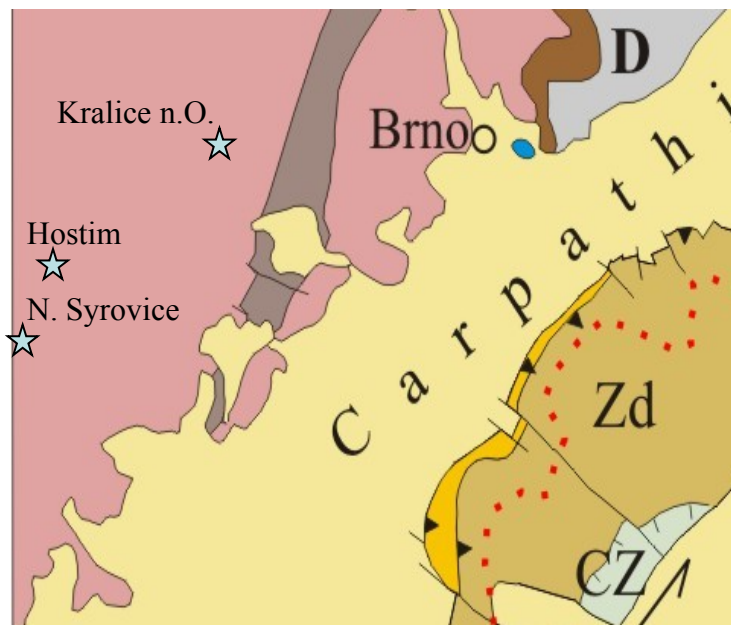 D
Kralice n.O.
Brno
Hostim
N. Syrovice
Carpathi
Zd
CZ